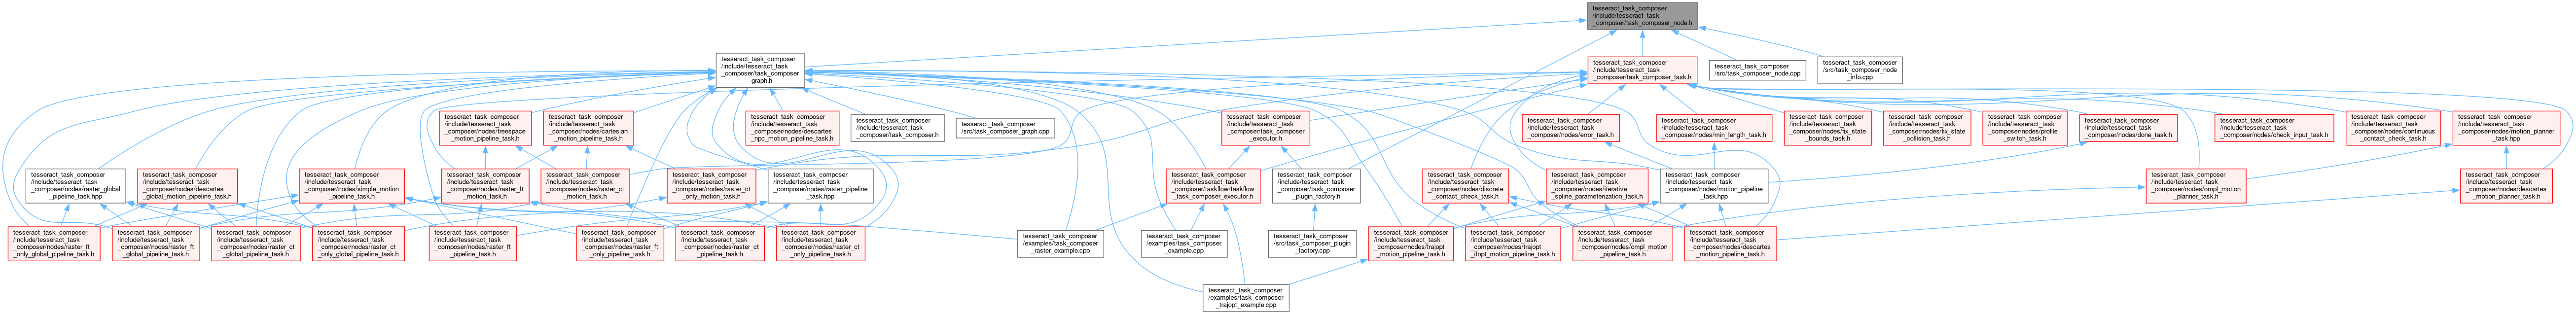 tesseract_task_composer
/include/tesseract_task
_composer/task_composer_node.h
tesseract_task_composer
/include/tesseract_task
_composer/task_composer
_graph.h
tesseract_task_composer
/include/tesseract_task
_composer/task_composer_task.h
tesseract_task_composer
/src/task_composer_node.cpp
tesseract_task_composer
/src/task_composer_node
_info.cpp
tesseract_task_composer
/include/tesseract_task
_composer/nodes/freespace
_motion_pipeline_task.h
tesseract_task_composer
/include/tesseract_task
_composer/nodes/cartesian
_motion_pipeline_task.h
tesseract_task_composer
/include/tesseract_task
_composer/nodes/descartes
_npc_motion_pipeline_task.h
tesseract_task_composer
/include/tesseract_task
_composer/task_composer.h
tesseract_task_composer
/src/task_composer_graph.cpp
tesseract_task_composer
/include/tesseract_task
_composer/task_composer
_executor.h
tesseract_task_composer
/include/tesseract_task
_composer/nodes/error_task.h
tesseract_task_composer
/include/tesseract_task
_composer/nodes/min_length_task.h
tesseract_task_composer
/include/tesseract_task
_composer/nodes/fix_state
_bounds_task.h
tesseract_task_composer
/include/tesseract_task
_composer/nodes/fix_state
_collision_task.h
tesseract_task_composer
/include/tesseract_task
_composer/nodes/profile
_switch_task.h
tesseract_task_composer
/include/tesseract_task
_composer/nodes/done_task.h
tesseract_task_composer
/include/tesseract_task
_composer/nodes/check_input_task.h
tesseract_task_composer
/include/tesseract_task
_composer/nodes/continuous
_contact_check_task.h
tesseract_task_composer
/include/tesseract_task
_composer/nodes/motion_planner
_task.hpp
tesseract_task_composer
/include/tesseract_task
_composer/nodes/raster_global
_pipeline_task.hpp
tesseract_task_composer
/include/tesseract_task
_composer/nodes/descartes
_global_motion_pipeline_task.h
tesseract_task_composer
/include/tesseract_task
_composer/nodes/simple_motion
_pipeline_task.h
tesseract_task_composer
/include/tesseract_task
_composer/nodes/raster_ft
_motion_task.h
tesseract_task_composer
/include/tesseract_task
_composer/nodes/raster_ct
_motion_task.h
tesseract_task_composer
/include/tesseract_task
_composer/nodes/raster_ct
_only_motion_task.h
tesseract_task_composer
/include/tesseract_task
_composer/nodes/raster_pipeline
_task.hpp
tesseract_task_composer
/include/tesseract_task
_composer/taskflow/taskflow
_task_composer_executor.h
tesseract_task_composer
/include/tesseract_task
_composer/task_composer
_plugin_factory.h
tesseract_task_composer
/include/tesseract_task
_composer/nodes/discrete
_contact_check_task.h
tesseract_task_composer
/include/tesseract_task
_composer/nodes/iterative
_spline_parameterization_task.h
tesseract_task_composer
/include/tesseract_task
_composer/nodes/motion_pipeline
_task.hpp
tesseract_task_composer
/include/tesseract_task
_composer/nodes/ompl_motion
_planner_task.h
tesseract_task_composer
/include/tesseract_task
_composer/nodes/descartes
_motion_planner_task.h
tesseract_task_composer
/include/tesseract_task
_composer/nodes/raster_ft
_only_global_pipeline_task.h
tesseract_task_composer
/include/tesseract_task
_composer/nodes/raster_ft
_global_pipeline_task.h
tesseract_task_composer
/include/tesseract_task
_composer/nodes/raster_ct
_global_pipeline_task.h
tesseract_task_composer
/include/tesseract_task
_composer/nodes/raster_ct
_only_global_pipeline_task.h
tesseract_task_composer
/include/tesseract_task
_composer/nodes/raster_ft
_pipeline_task.h
tesseract_task_composer
/include/tesseract_task
_composer/nodes/raster_ft
_only_pipeline_task.h
tesseract_task_composer
/include/tesseract_task
_composer/nodes/raster_ct
_pipeline_task.h
tesseract_task_composer
/include/tesseract_task
_composer/nodes/raster_ct
_only_pipeline_task.h
tesseract_task_composer
/examples/task_composer
_raster_example.cpp
tesseract_task_composer
/examples/task_composer
_example.cpp
tesseract_task_composer
/src/task_composer_plugin
_factory.cpp
tesseract_task_composer
/include/tesseract_task
_composer/nodes/trajopt
_motion_pipeline_task.h
tesseract_task_composer
/include/tesseract_task
_composer/nodes/trajopt
_ifopt_motion_pipeline_task.h
tesseract_task_composer
/include/tesseract_task
_composer/nodes/ompl_motion
_pipeline_task.h
tesseract_task_composer
/include/tesseract_task
_composer/nodes/descartes
_motion_pipeline_task.h
tesseract_task_composer
/examples/task_composer
_trajopt_example.cpp